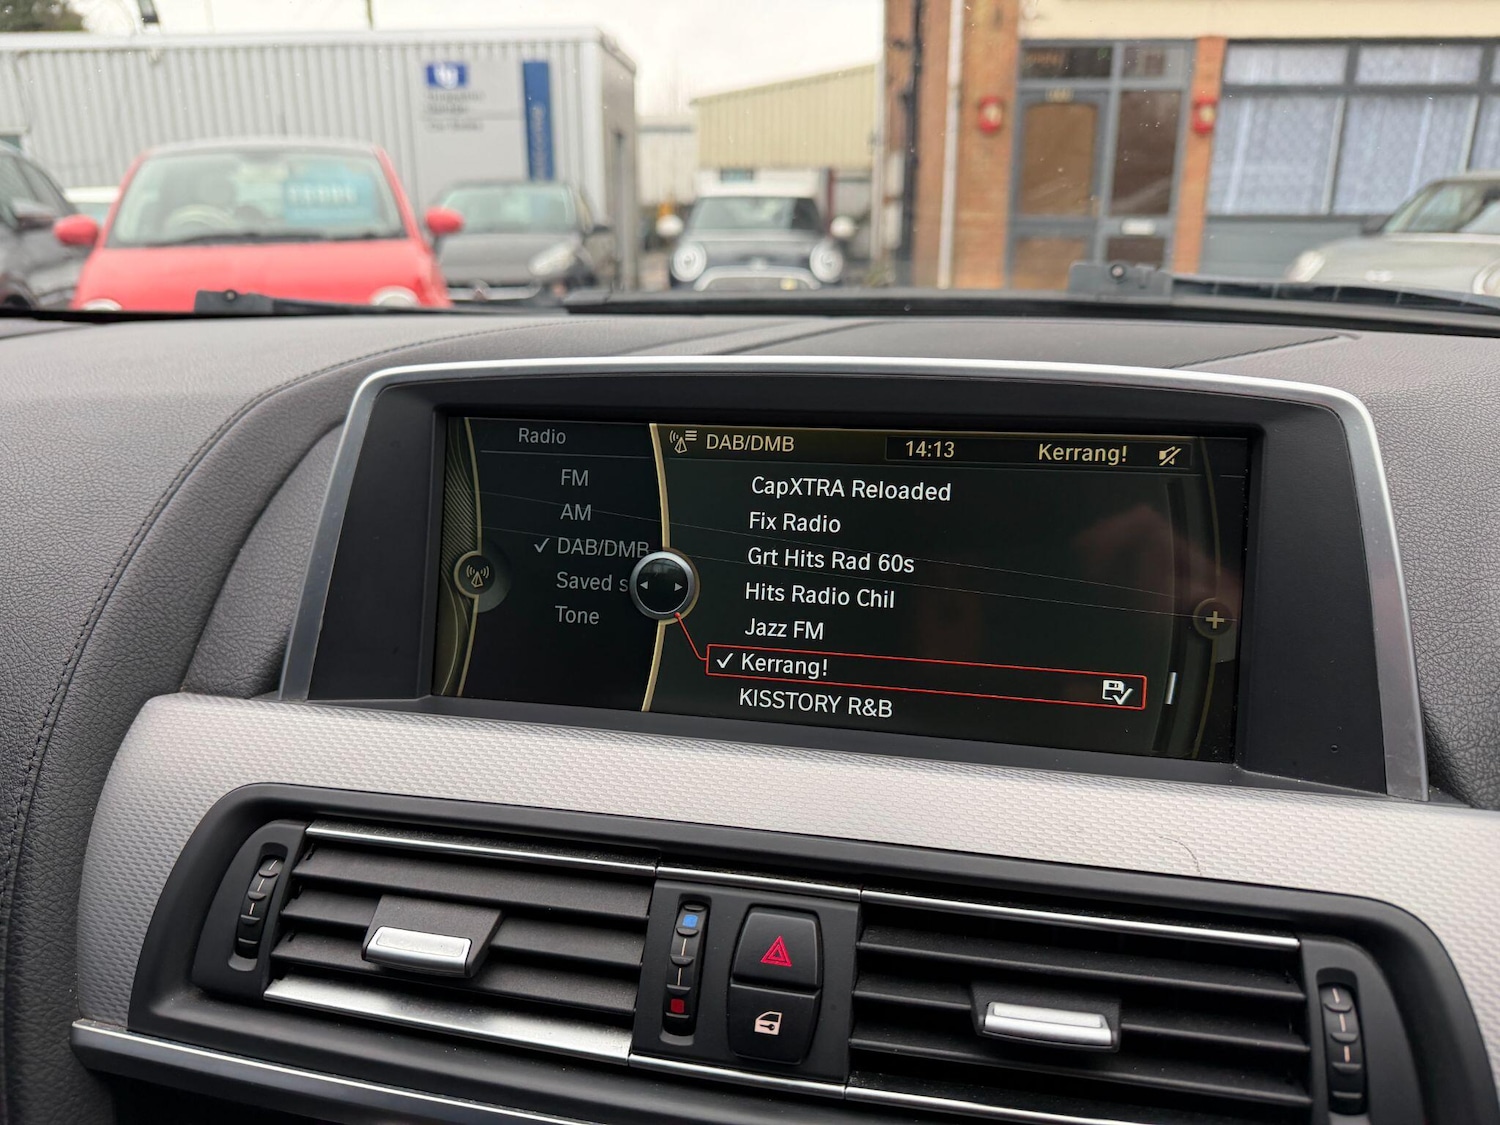 Radio
FM
AM
✓ DAB/DMB
Saved s
Tone
DAB/DMB
14:13
Kerrang!
CapXTRA Reloaded
Fix Radio
Grt Hits Rad 60s
Hits Radio Chil
Jazz FM
✓ Kerrang!
KISSTORY R&B